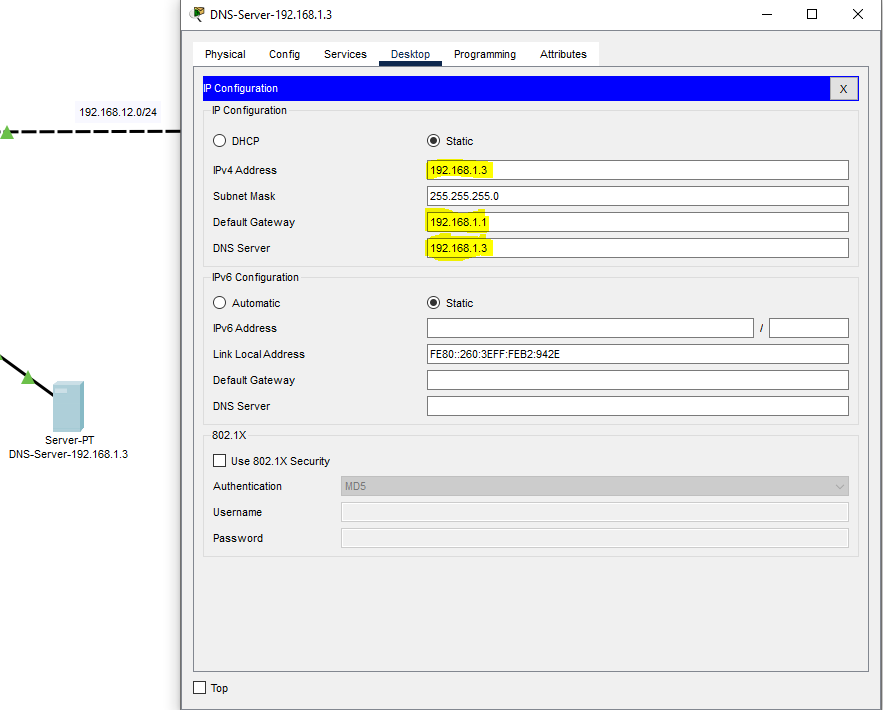 DNS-Server-192.168.1.3
Physical Config Services Desktop Programming Attributes
IP Configuration X
IP Configuration
DHCP Static
IPv4 Address 192.168.1.3
Subnet Mask 255.255.255.0
Default Gateway 192.168.1.1
DNS Server 192.168.1.3
IPv6 Configuration
Automatic Static
IPv6 Address /
Link Local Address FE80::260:3EFF:FEB2:942E
Default Gateway
DNS Server
802.1X
Use 802.1X Security
Authentication MD5
Username
Password
Top
192.168.12.0/24
Server-PT
DNS-Server-192.168.1.3